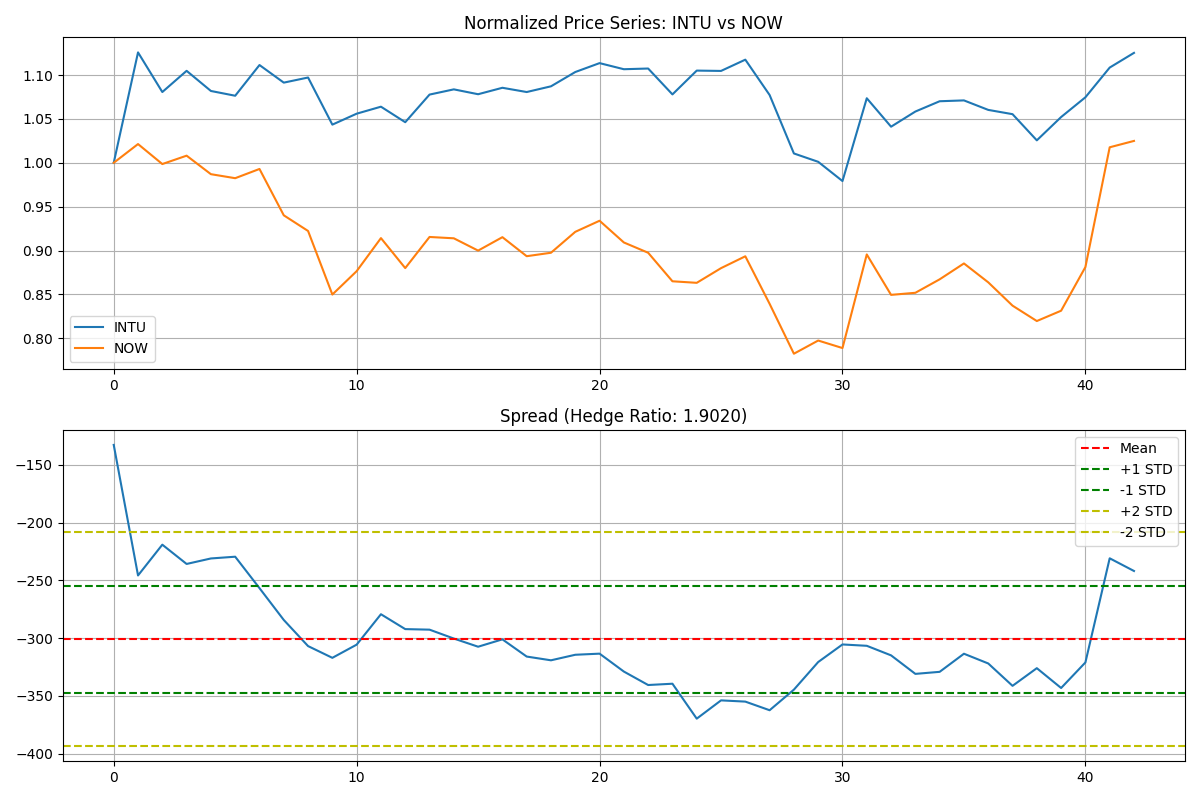 Normalized Price Series: INTU vs NOW
1.10
1.05
1.00
0.95
0.90
0.85
0.80
INTU
NOW
0 10 20 30 40
Spread (Hedge Ratio: 1.9020)
−150
−200
−250
−300
−350
−400
Mean
+1 STD
-1 STD
+2 STD
-2 STD
0 10 20 30 40